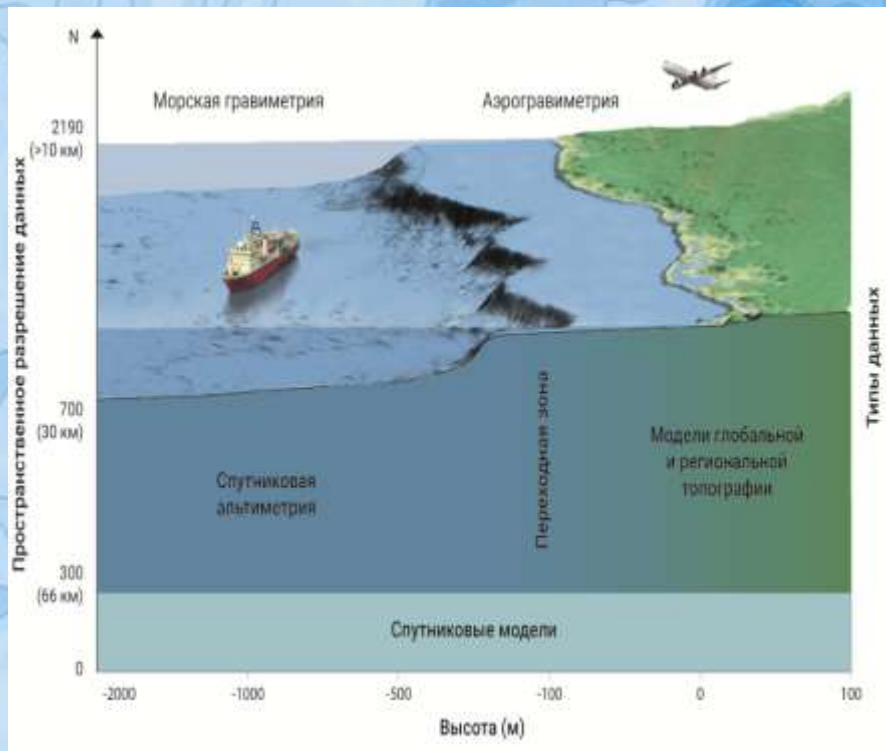 N
Морская гравиметрия
Аэрогравиметрия
2190
(>10 км)
Пространственное разрешение данных
Типы данных
700
(30 км)
Переходная зона
Модели глобальной
и региональной
топографии
Спутниковая
альтиметрия
300
(66 км)
Спутниковые модели
0
-2000
-1000
-500
-100
0
100
Высота (м)